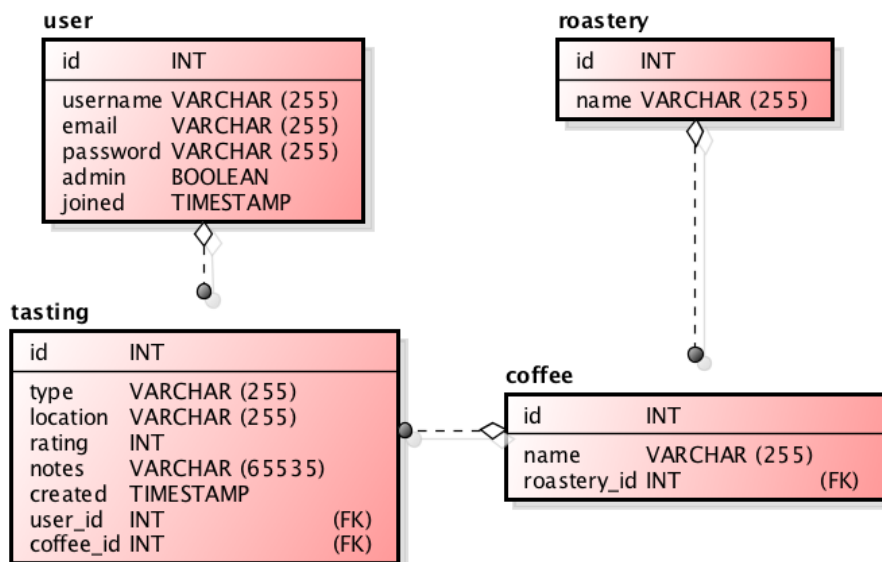 user
id INT
username VARCHAR (255)
email VARCHAR (255)
password VARCHAR (255)
admin BOOLEAN
joined TIMESTAMP
roastery
id INT
name VARCHAR (255)
tasting
id INT
type VARCHAR (255)
location VARCHAR (255)
rating INT
notes VARCHAR (65535)
created TIMESTAMP
user_id INT (FK)
coffee_id INT (FK)
coffee
id INT
name VARCHAR (255)
roastery_id INT (FK)